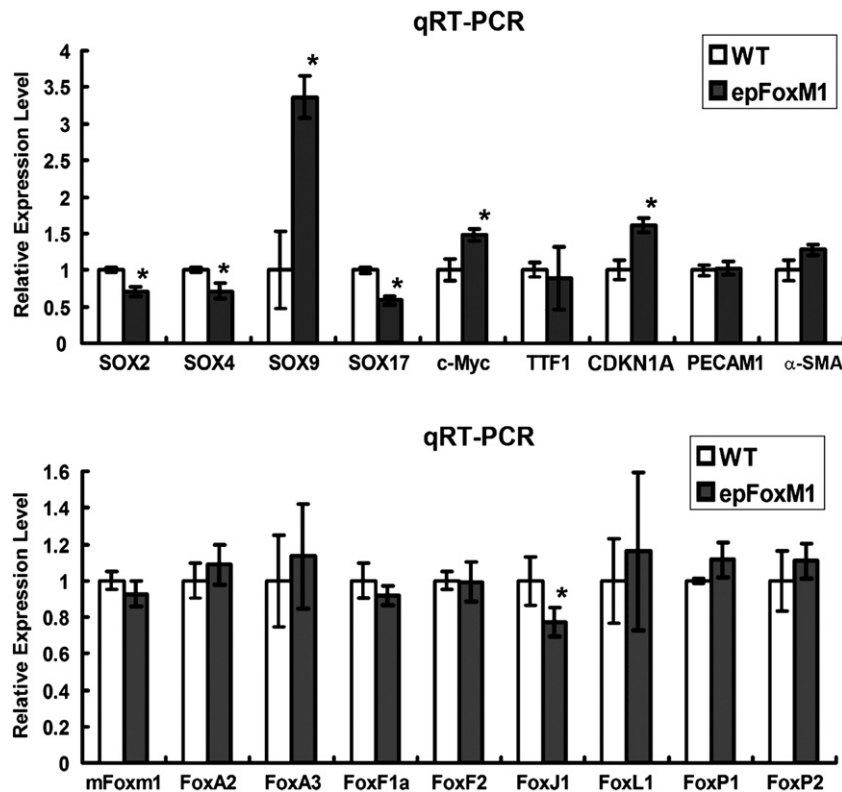 qRT-PCR
WT
epFoxM1
Relative Expression Level
4
3.5
3
2.5
2
1.5
1
0.5
0
*
*
*
*
*
*
SOX2 SOX4 SOX9 SOX17 c-Myc TTF1 CDKN1A PECAM1 α-SMA
qRT-PCR
WT
epFoxM1
Relative Expression Level
1.6
1.4
1.2
1
0.8
0.6
0.4
0.2
0
*
mFoxm1 FoxA2 FoxA3 FoxF1a FoxF2 FoxJ1 FoxL1 FoxP1 FoxP2